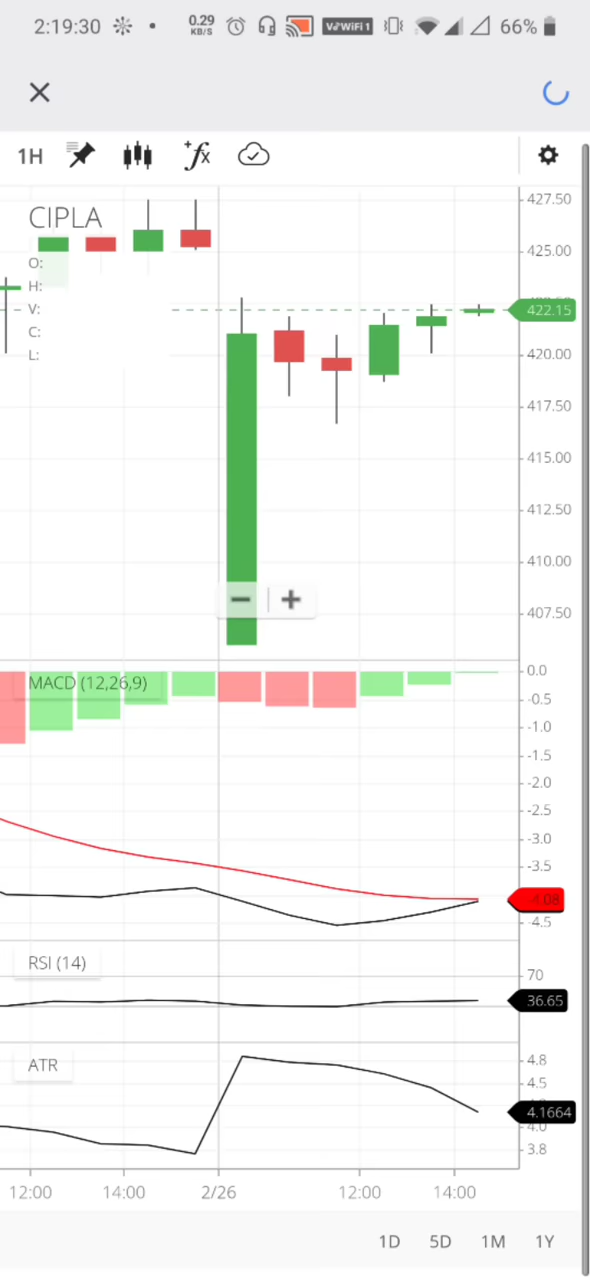 2:19:30 0.29 KB/S VoWiFi 1 66%
1H +fx
CIPLA
O:
H:
V:
C:
L:
427.50
425.00
422.15
420.00
417.50
415.00
412.50
410.00
407.50
MACD (12,26,9)
0.0
-0.5
-1.0
-1.5
-2.0
-2.5
-3.0
-3.5
-4.08
-4.5
RSI (14)
70
36.65
ATR
4.8
4.5
4.1664
4.0
3.8
12:00 14:00 2/26 12:00 14:00
1D 5D 1M 1Y